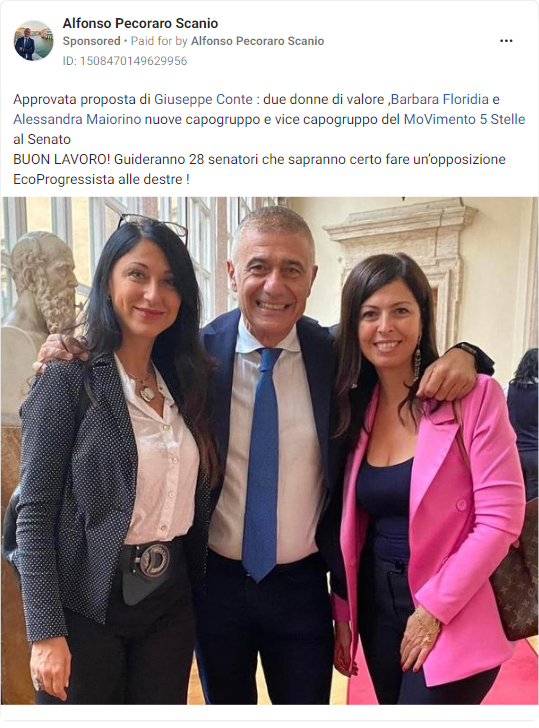 Alfonso Pecoraro Scanio
Sponsored • Paid for by Alfonso Pecoraro Scanio
ID: 1508470149629956
Approvata proposta di Giuseppe Conte : due donne di valore ,Barbara Floridia e
Alessandra Maiorino nuove capogruppo e vice capogruppo del MoVimento 5 Stelle
al Senato
BUON LAVORO! Guideranno 28 senatori che sapranno certo fare un’opposizione
EcoProgressista alle destre !